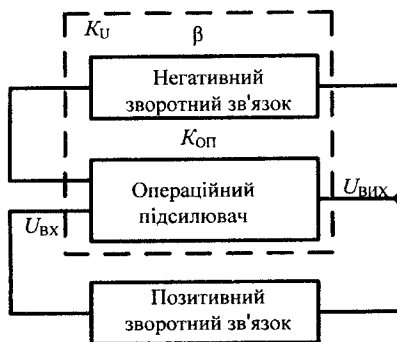 K_U
β
Негативний
зворотний зв'язок
K_ОП
Операційний
підсилювач
U_ВИХ
U_ВХ
Позитивний
зворотний зв'язок